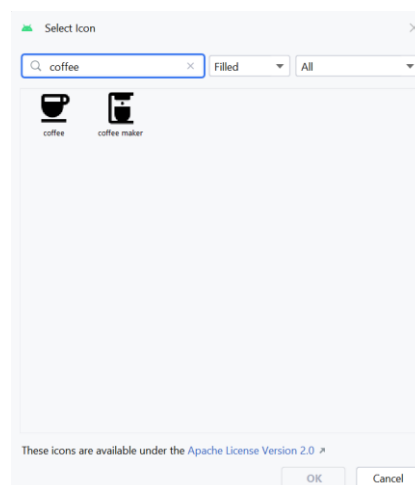 Select Icon
coffee Filled All
coffee coffee maker
These icons are available under the Apache License Version 2.0
OK Cancel